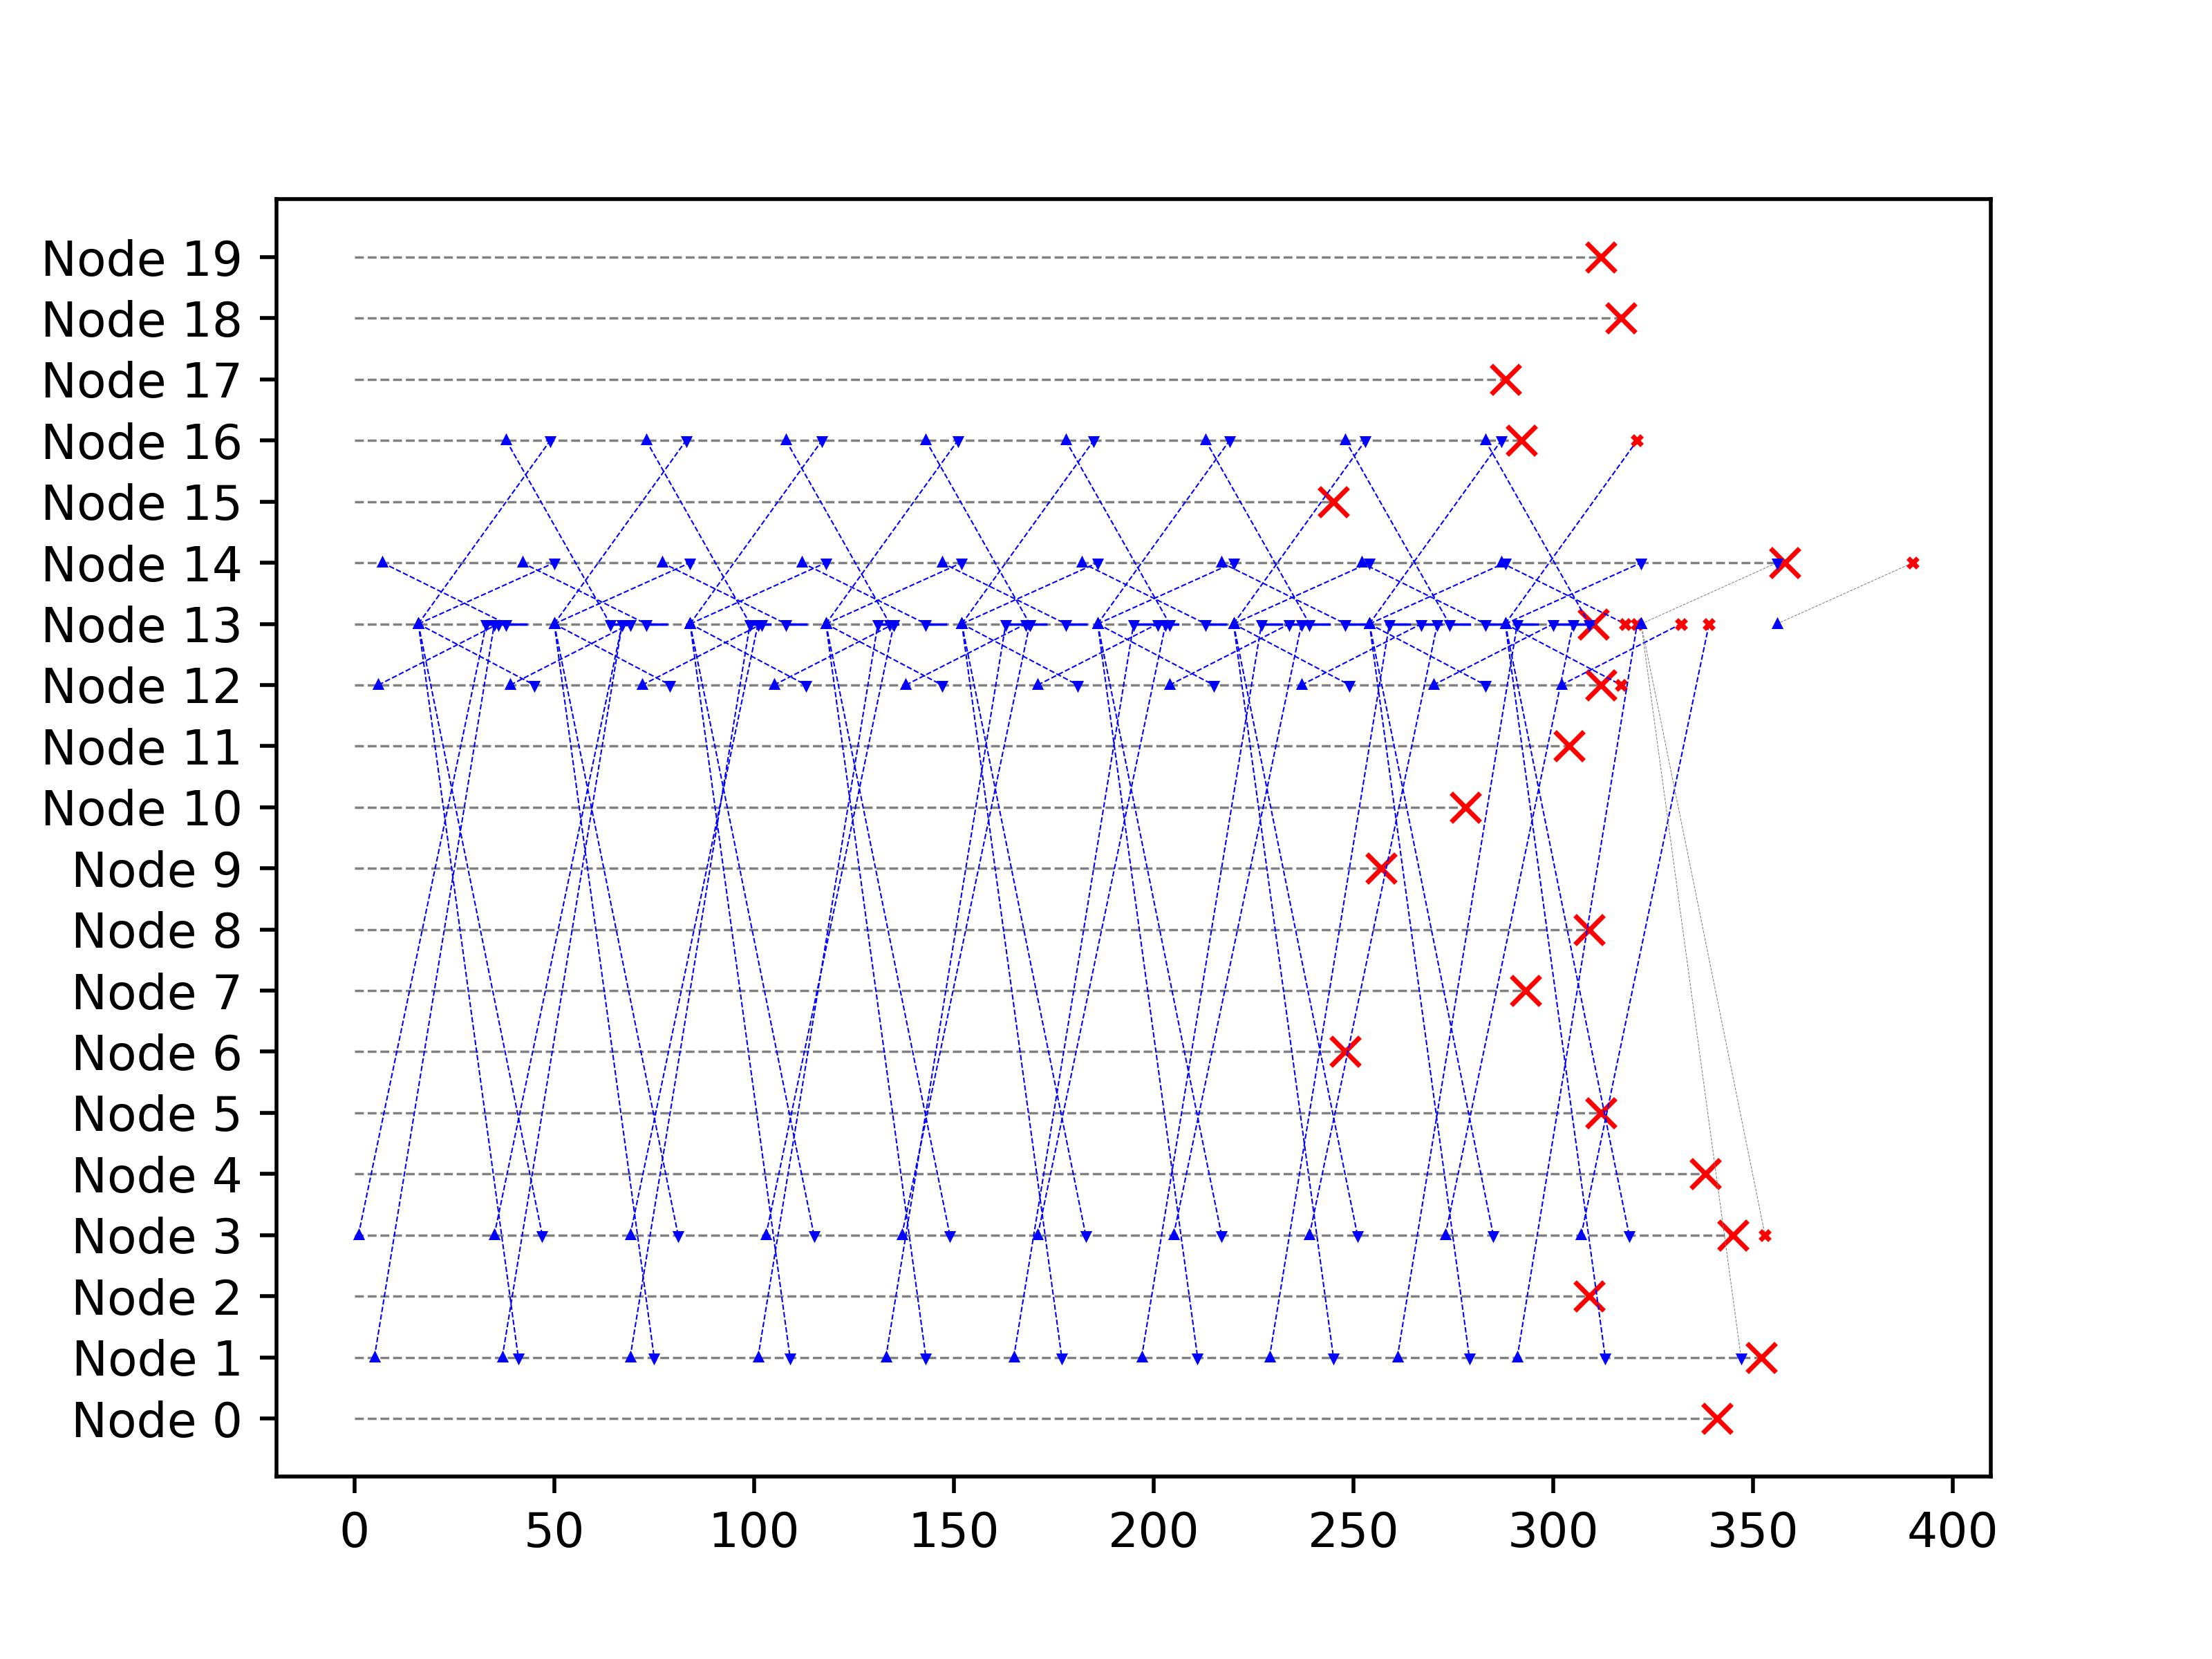 Node 19
Node 18
Node 17
Node 16
Node 15
Node 14
Node 13
Node 12
Node 11
Node 10
Node 9
Node 8
Node 7
Node 6
Node 5
Node 4
Node 3
Node 2
Node 1
Node 0
0 50 100 150 200 250 300 350 400